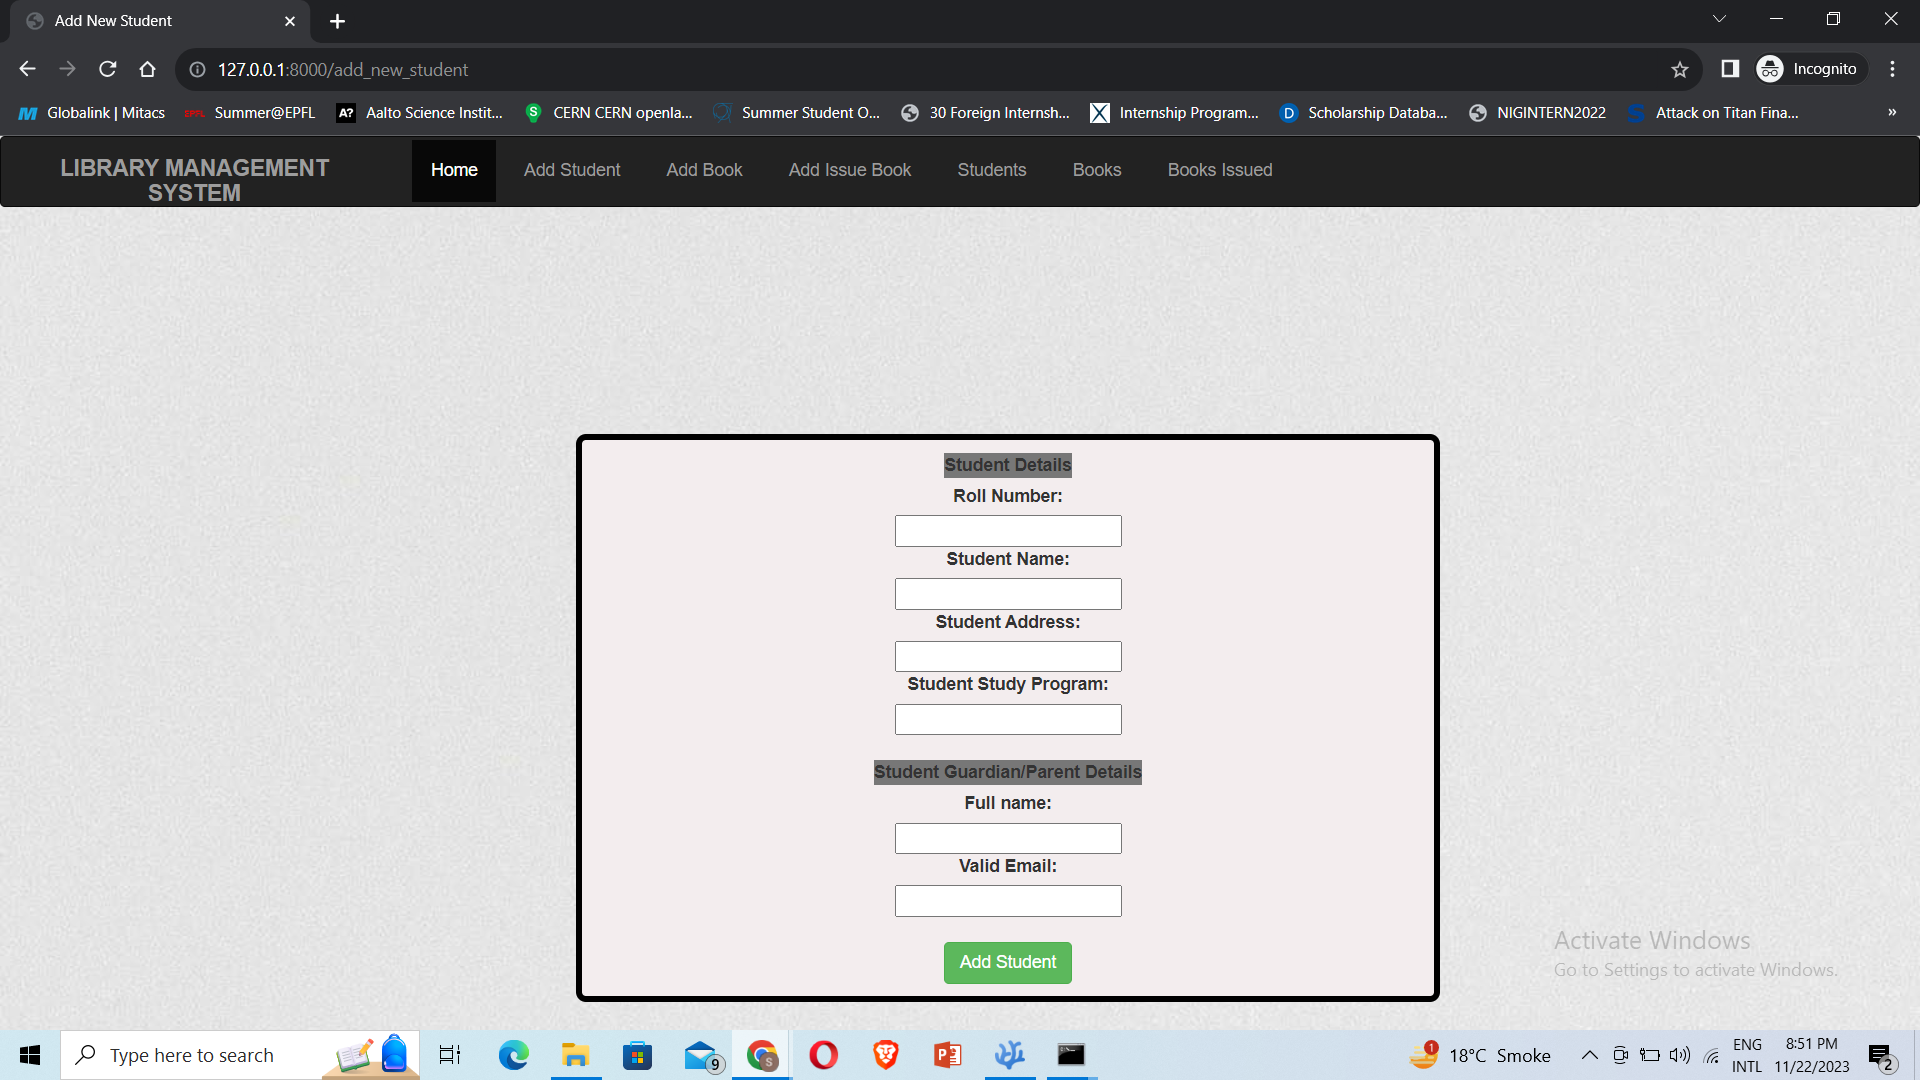 Add New Student
127.0.0.1:8000/add_new_student
Incognito
Globalink | Mitacs
EPFL Summer@EPFL
A? Aalto Science Instit...
S CERN CERN openla...
Summer Student O...
30 Foreign Internsh...
X Internship Program...
D Scholarship Databa...
NIGINTERN2022
S Attack on Titan Fina...
»
LIBRARY MANAGEMENT
SYSTEM
Home
Add Student
Add Book
Add Issue Book
Students
Books
Books Issued
Student Details
Roll Number:
Student Name:
Student Address:
Student Study Program:
Student Guardian/Parent Details
Full name:
Valid Email:
Add Student
Activate Windows
Go to Settings to activate Windows.
Type here to search
9
S
1
18°C Smoke
ENG
INTL
8:51 PM
11/22/2023
2